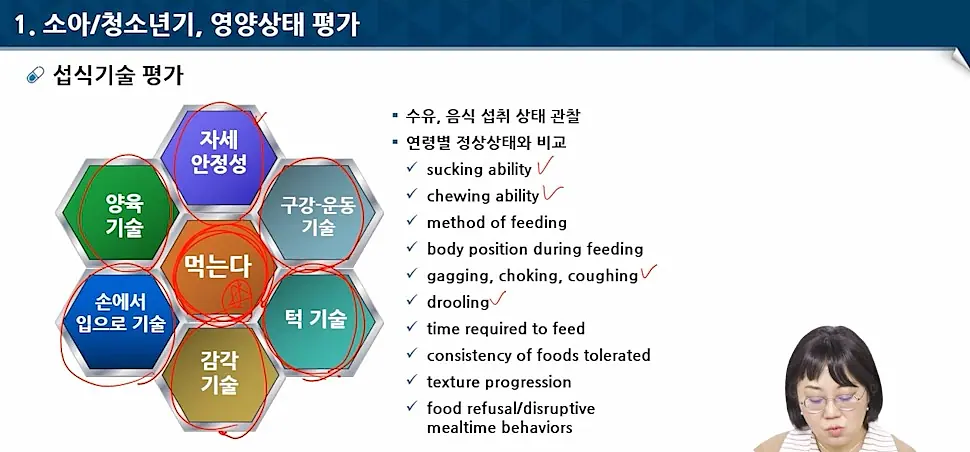 1. 소아/청소년기, 영양상태 평가
섭식기술 평가
자세
안정성
양육
기술
구강-운동
기술
먹는다
손에서
입으로 기술
턱 기술
감각
기술
수유, 음식 섭취 상태 관찰
연령별 정상상태와 비교
sucking ability
chewing ability
method of feeding
body position during feeding
gagging, choking, coughing
drooling
time required to feed
consistency of foods tolerated
texture progression
food refusal/disruptive
mealtime behaviors